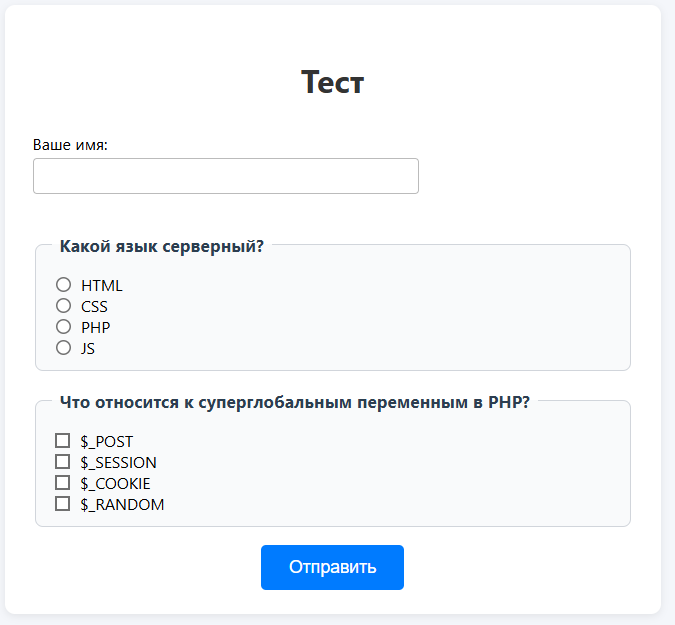 Тест
Ваше имя:
Какой язык серверный?
HTML
CSS
PHP
JS
Что относится к суперглобальным переменным в PHP?
$_POST
$_SESSION
$_COOKIE
$_RANDOM
Отправить